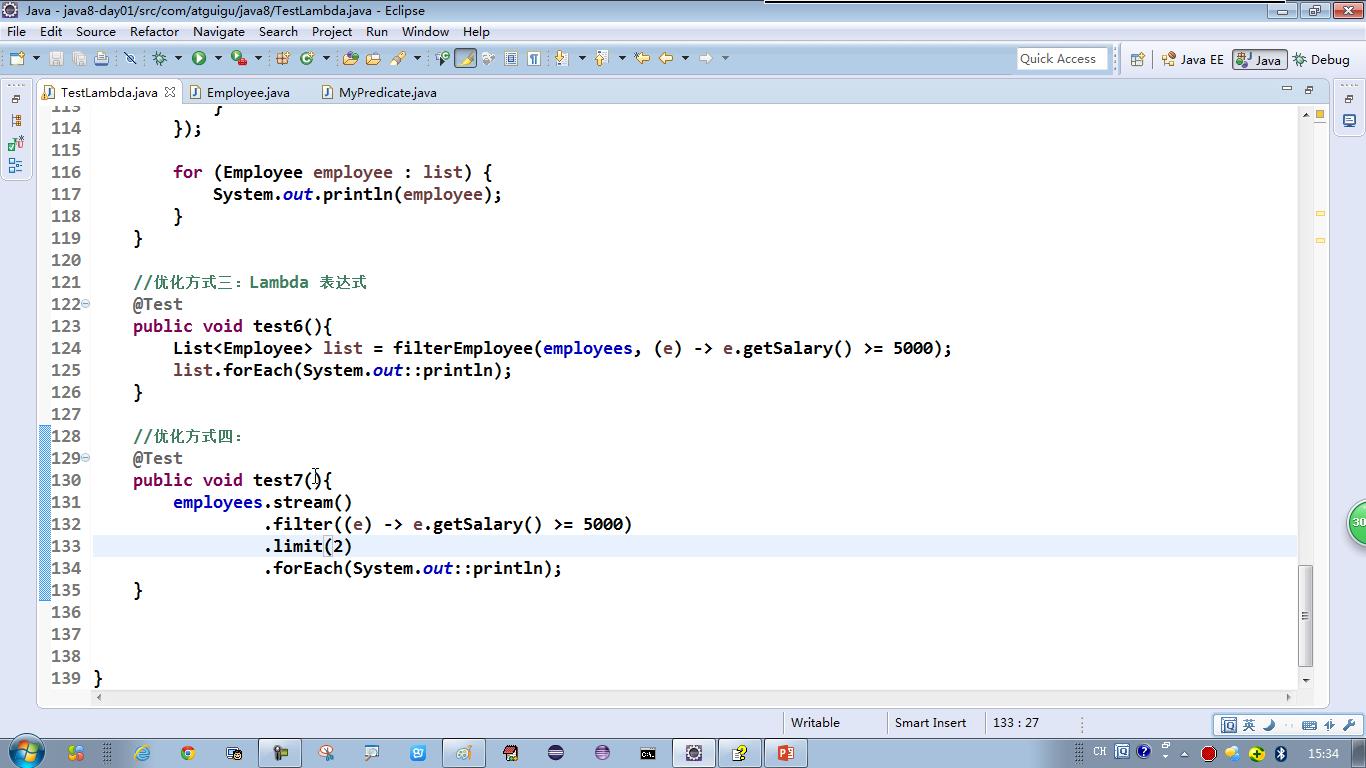 Java - java8-day01/src/com/atguigu/java8/TestLambda.java - Eclipse
File Edit Source Refactor Navigate Search Project Run Window Help
Quick Access Java EE Java Debug
TestLambda.java Employee.java MyPredicate.java
113 }
114 });
115
116 for (Employee employee : list) {
117 System.out.println(employee);
118 }
119 }
120
121 //优化方式三：Lambda 表达式
122 @Test
123 public void test6(){
124 List<Employee> list = filterEmployee(employees, (e) -> e.getSalary() >= 5000);
125 list.forEach(System.out::println);
126 }
127
128 //优化方式四：
129 @Test
130 public void test7(){
131 employees.stream()
132 .filter((e) -> e.getSalary() >= 5000)
133 .limit(2)
134 .forEach(System.out::println);
135 }
136
137
138
139 }
30
Writable Smart Insert 133 : 27
英
CH 15:34